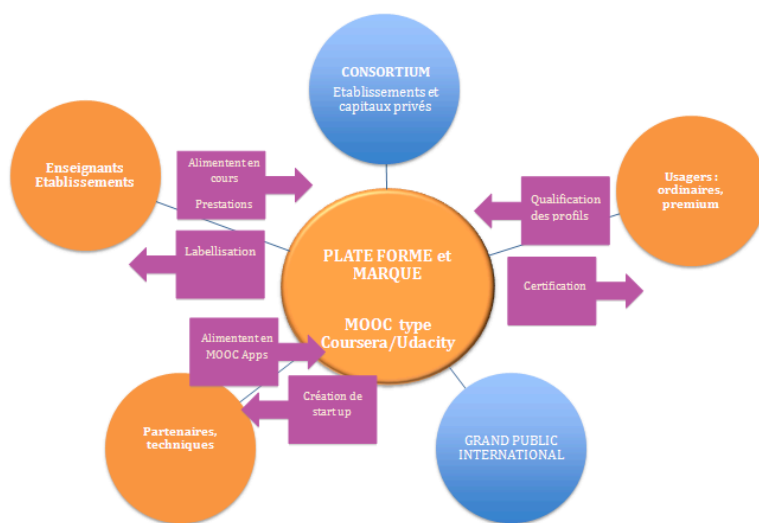 CONSORTIUM
Etablissements et
capitaux privés
Enseignants
Etablissements
Alimentent en
cours
Prestations
Usagers :
ordinaires,
premium
Qualification
des profils
Labellisation
PLATE FORME et
MARQUE
MOOC type
Coursera/Udacity
Certification
Alimentent en
MOOC Apps
Création de
start up
Partenaires,
techniques
GRAND PUBLIC
INTERNATIONAL